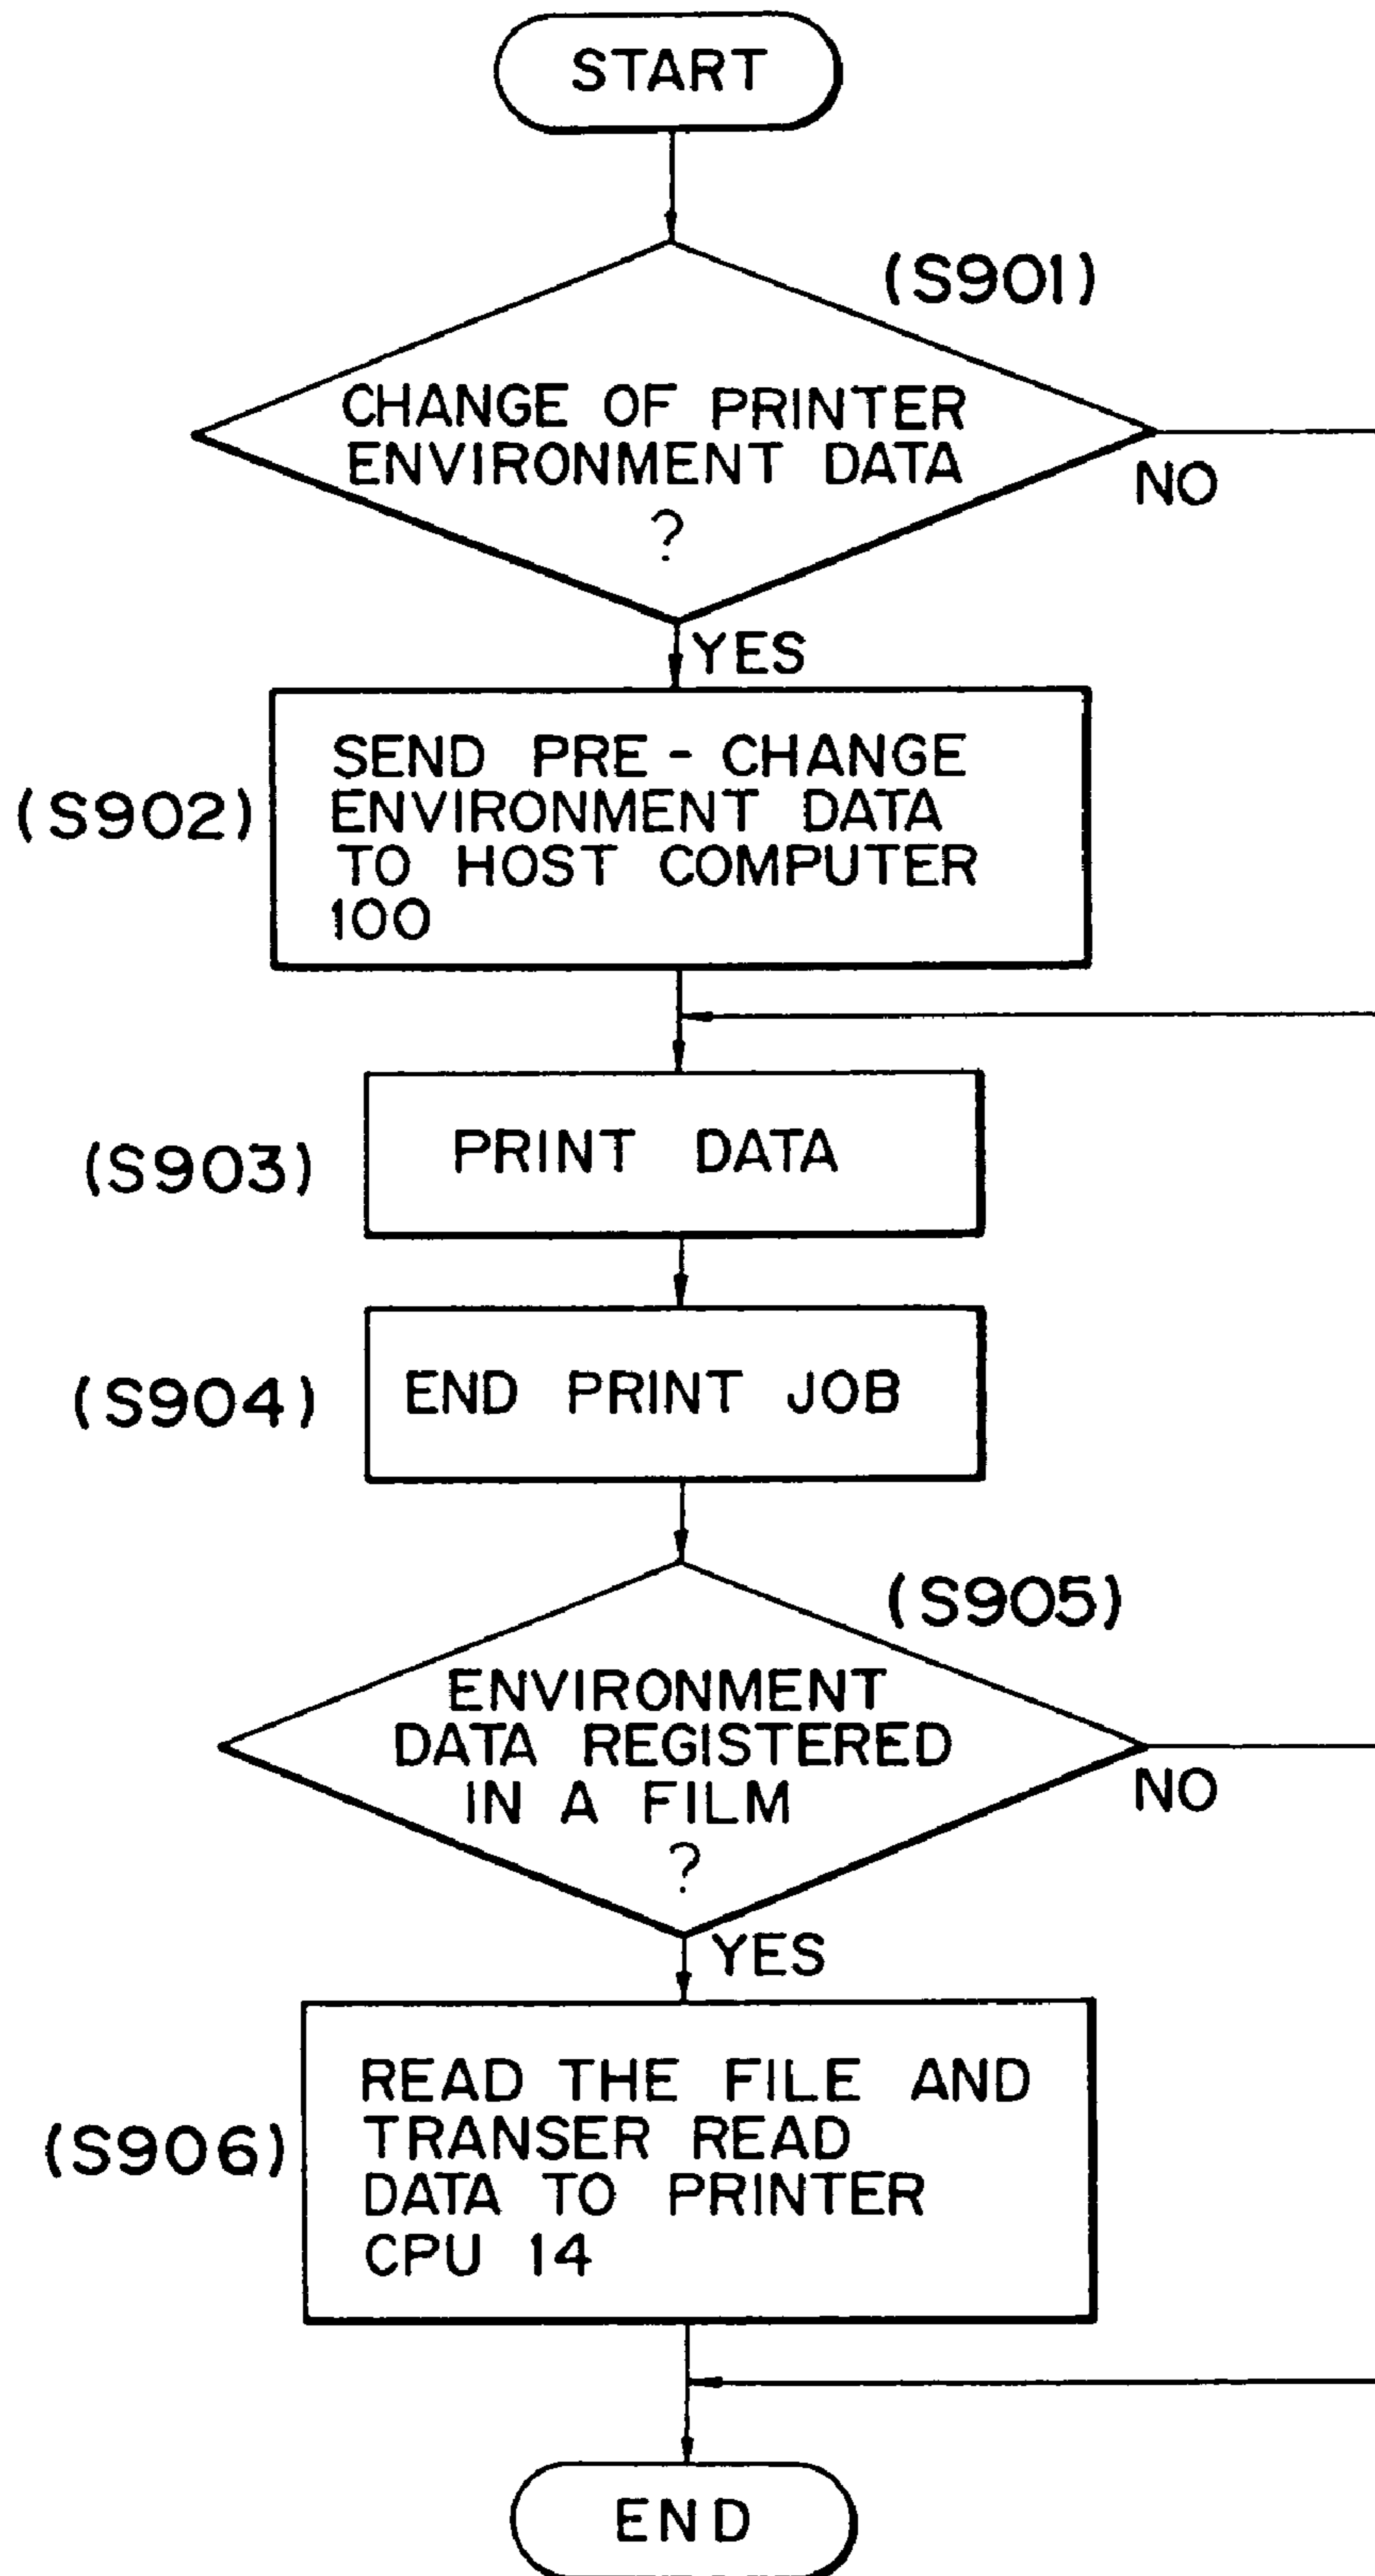 START
(S901)
CHANGE OF PRINTER
ENVIRONMENT DATA
?
NO
YES
(S902)
SEND PRE-CHANGE
ENVIRONMENT DATA
TO HOST COMPUTER
100
(S903)
PRINT DATA
(S904)
END PRINT JOB
(S905)
ENVIRONMENT
DATA REGISTERED
IN A FILM
?
NO
YES
(S906)
READ THE FILE AND
TRANSER READ
DATA TO PRINTER
CPU 14
END